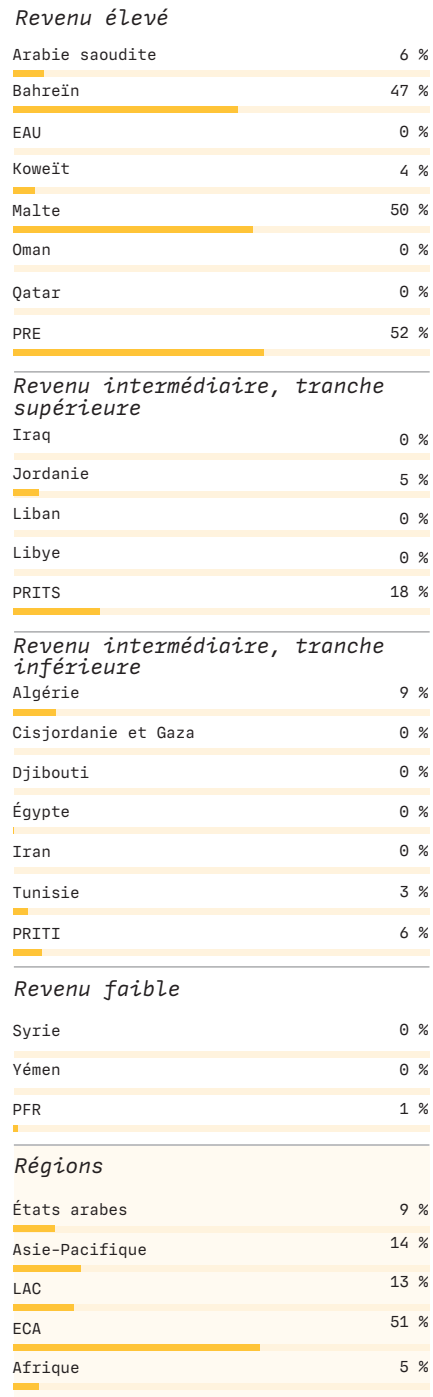 Revenu élevé
Arabie saoudite 6 %
Bahreïn 47 %
EAU 0 %
Koweït 4 %
Malte 50 %
Oman 0 %
Qatar 0 %
PRE 52 %
Revenu intermédiaire, tranche
supérieure
Iraq 0 %
Jordanie 5 %
Liban 0 %
Libye 0 %
PRITS 18 %
Revenu intermédiaire, tranche
inférieure
Algérie 9 %
Cisjordanie et Gaza 0 %
Djibouti 0 %
Égypte 0 %
Iran 0 %
Tunisie 3 %
PRITI 6 %
Revenu faible
Syrie 0 %
Yémen 0 %
PFR 1 %
Régions
États arabes 9 %
Asie-Pacifique 14 %
LAC 13 %
ECA 51 %
Afrique 5 %